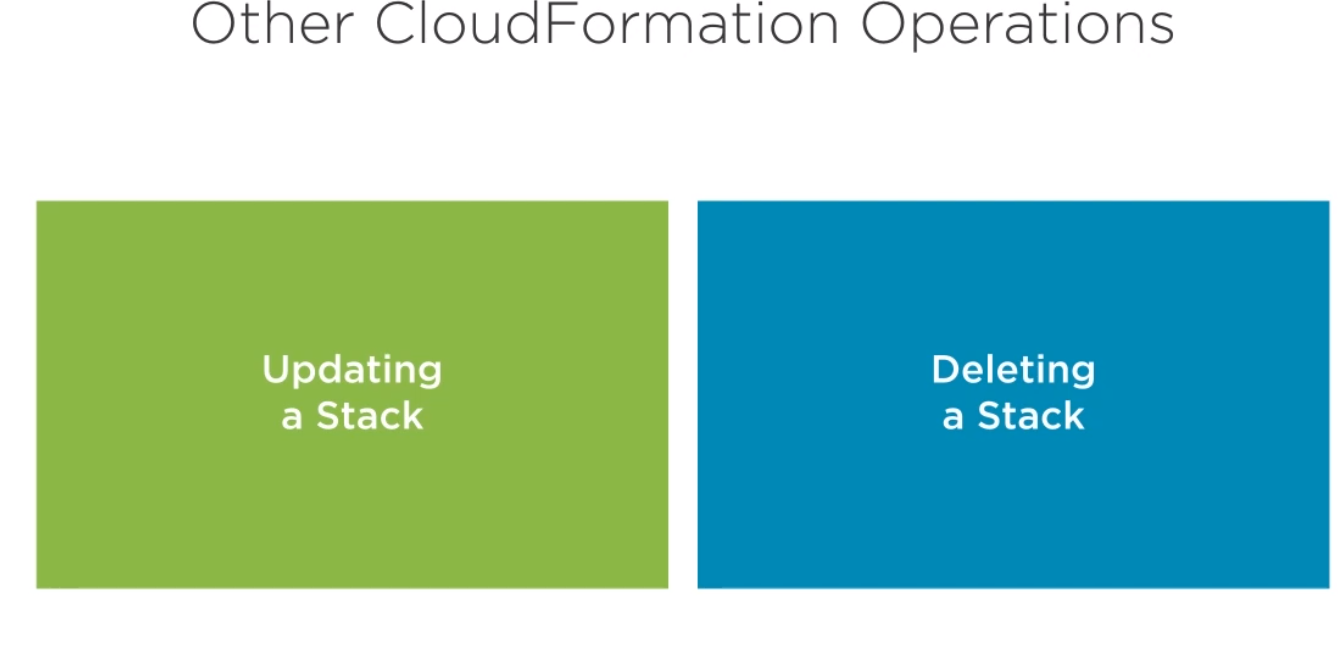 Other CloudFormation Operations
Updating
a Stack
Deleting
a Stack